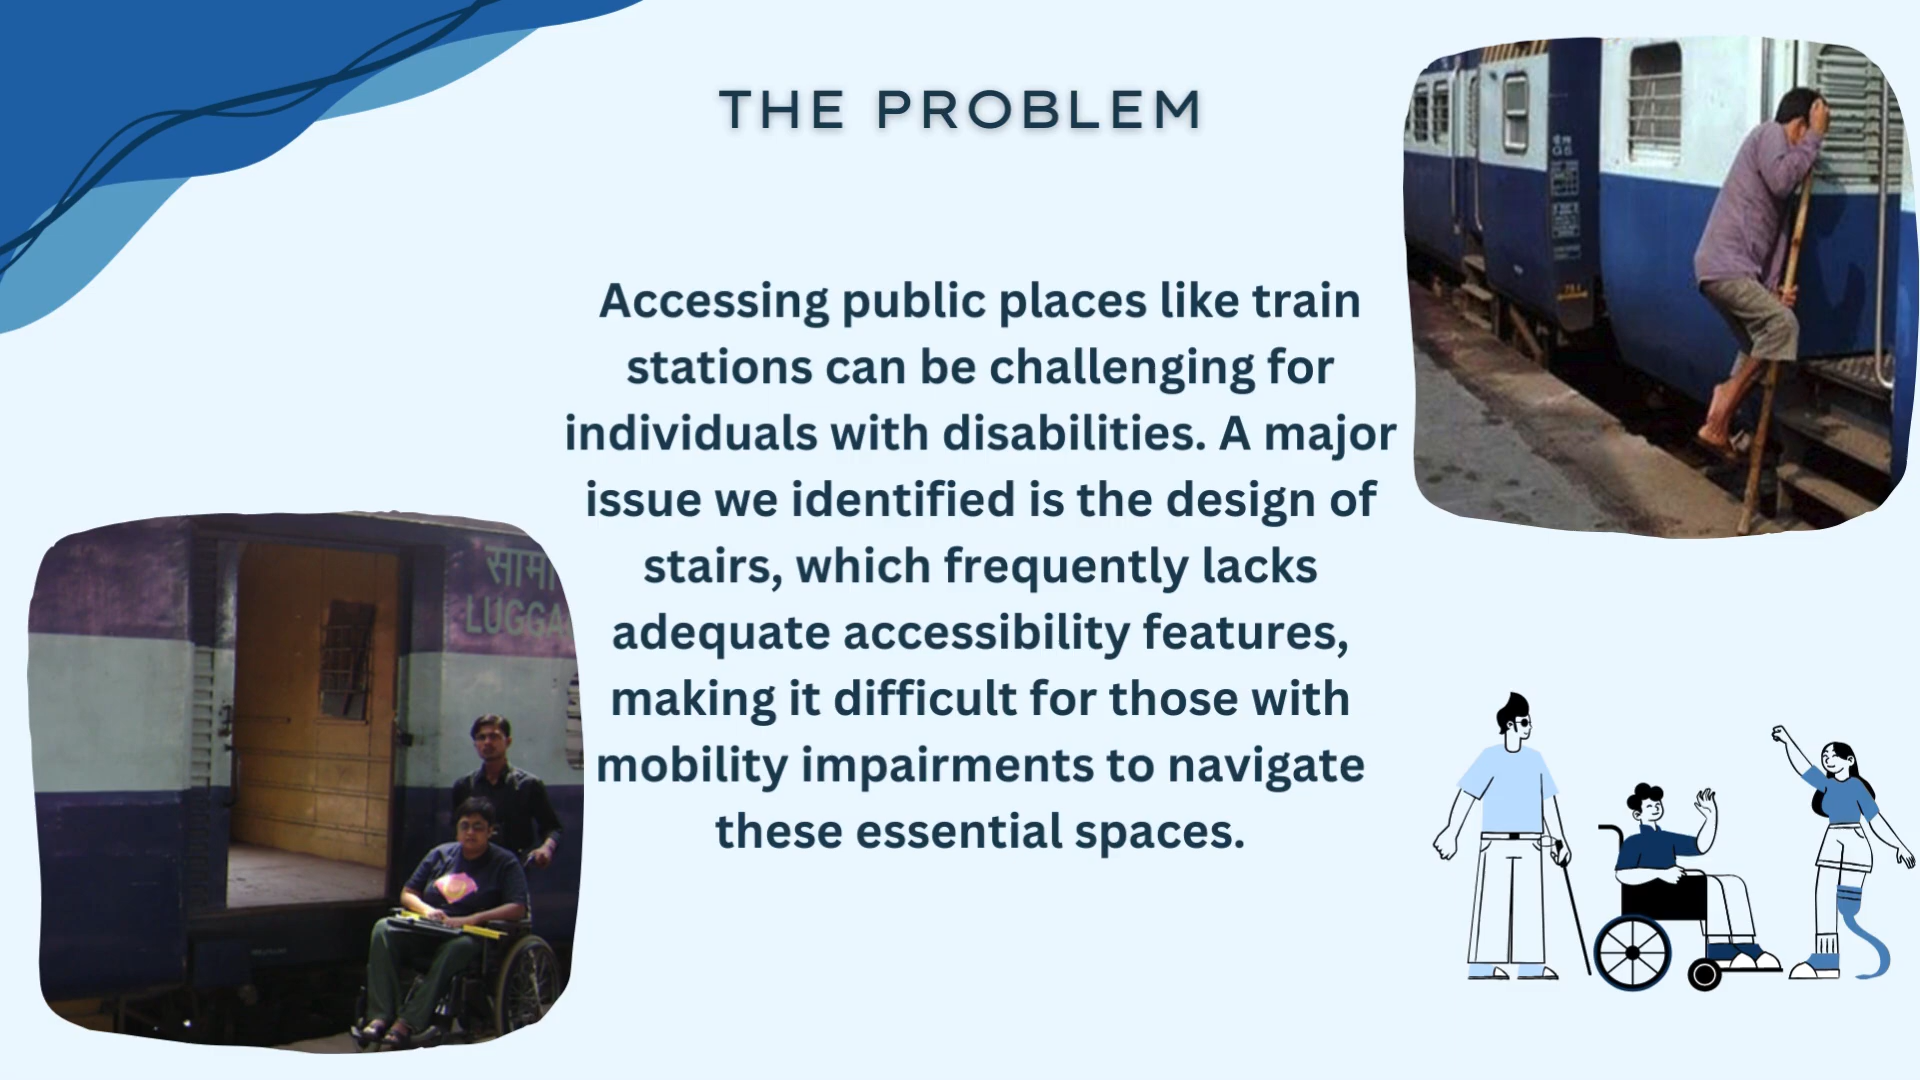 THE PROBLEM
Accessing public places like train
stations can be challenging for
individuals with disabilities. A major
issue we identified is the design of
stairs, which frequently lacks
adequate accessibility features,
making it difficult for those with
mobility impairments to navigate
these essential spaces.
सामा
LUGGA